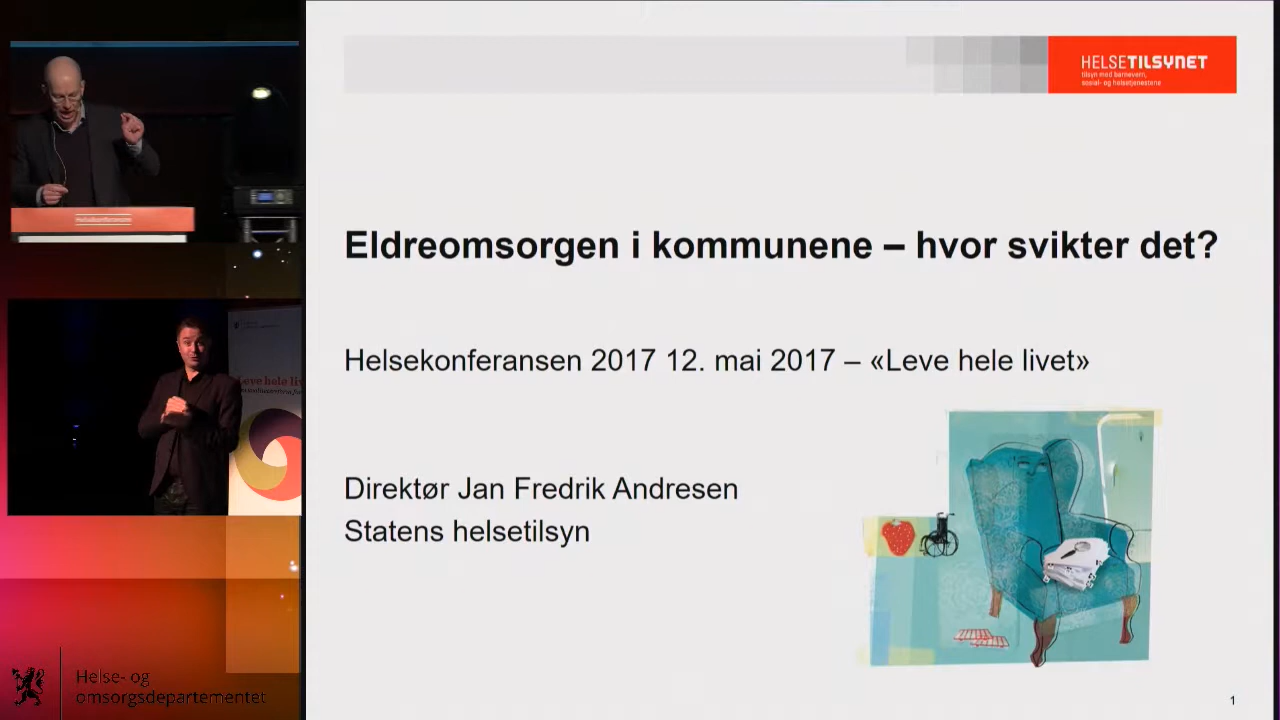 HELSETILSYNET
tilsyn med barnevern,
sosial- og helsetjenestene
Eldreomsorgen i kommunene – hvor svikter det?
Helsekonferansen 2017 12. mai 2017 – «Leve hele livet»
Direktør Jan Fredrik Andresen
Statens helsetilsyn
Helsekonferansen
Leve hele liv
Helse- og
omsorgsdepartementet
1